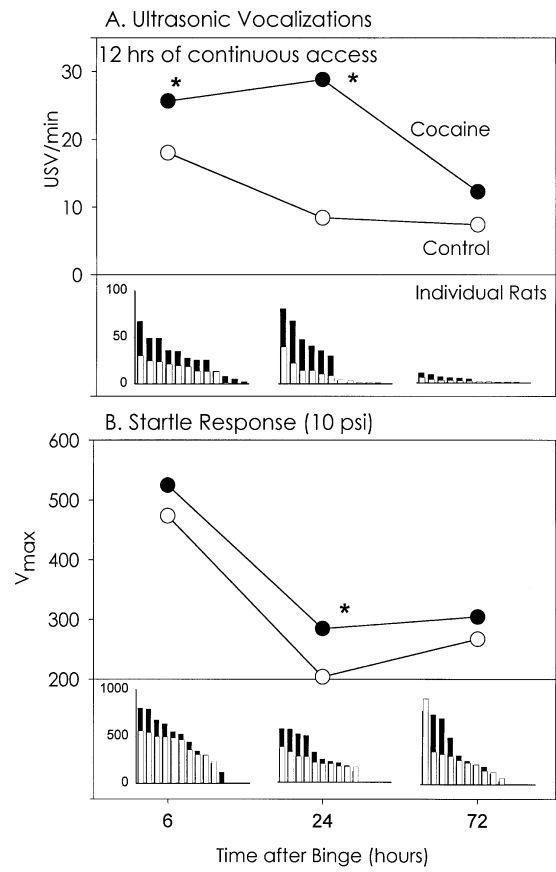 A. Ultrasonic Vocalizations
12 hrs of continuous access
30
*
*
20
Cocaine
10
Control
0
USV/min
100
50
0
Individual Rats
B. Startle Response (10 psi)
600
500
400
300
*
200
Vmax
1000
500
0
6 24 72
Time after Binge (hours)